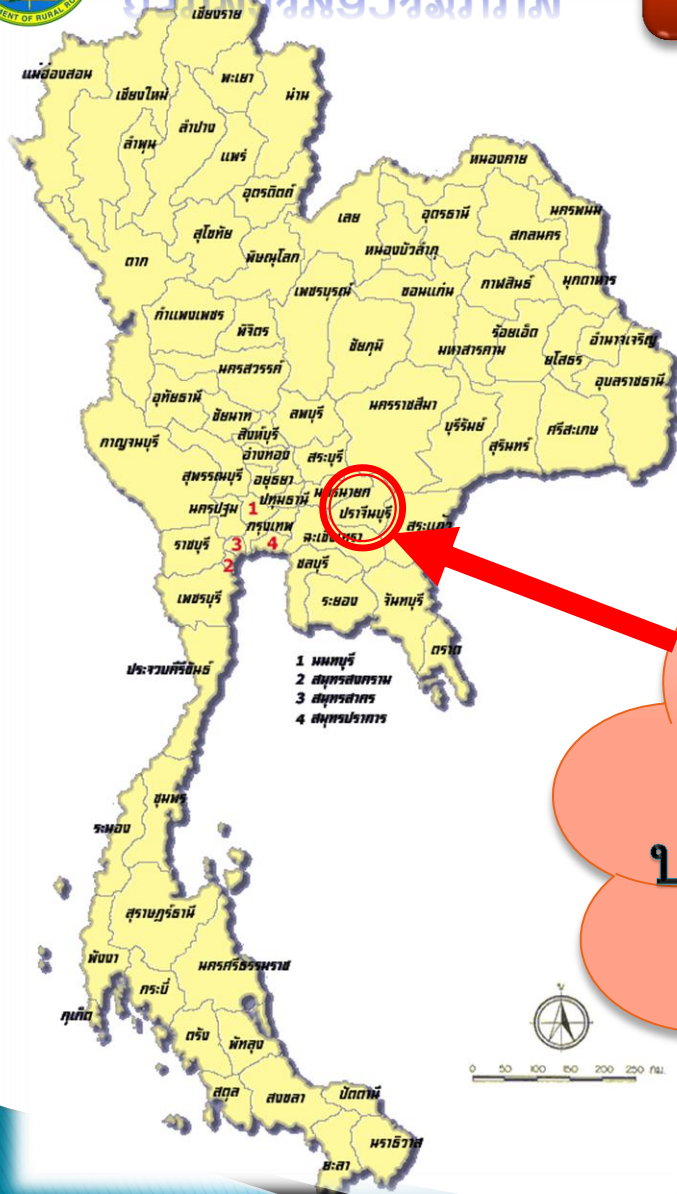 MENT OF RURAL RO
เชียงราย
แม่ฮ่องสอน
เชียงใหม่
พะเยา
น่าน
ลำปาง
ลำพูน
แพร่
อุตรดิตถ์
หนองคาย
เลย
อุดรธานี
นครพนม
สกลนคร
สุโขทัย
ตาก
พิษณุโลก
หนองบัวลำภู
เพชรบูรณ์
ขอนแก่น
กาฬสินธุ์
มุกดาหาร
กำแพงเพชร
พิจิตร
ชัยภูมิ
มหาสารคาม
ร้อยเอ็ด
ยโสธร
อำนาจเจริญ
อุบลราชธานี
นครสวรรค์
อุทัยธานี
ชัยนาท
ลพบุรี
นครราชสีมา
บุรีรัมย์
สุรินทร์
ศรีสะเกษ
สิงห์บุรี
กาญจนบุรี
อ่างทอง
สระบุรี
สุพรรณบุรี
อยุธยา
นครปฐม
1
ปทุมธานี
นครนายก
ปราจีนบุรี
กรุงเทพ
สระแก้ว
ราชบุรี
3
4
ฉะเชิงเทรา
2
ชลบุรี
เพชรบุรี
ระยอง
จันทบุรี
ตราด
ประจวบคีรีขันธ์
1 นนทบุรี
2 สมุทรสงคราม
3 สมุทรสาคร
4 สมุทรปราการ
ชุมพร
ระนอง
สุราษฎร์ธานี
พังงา
นครศรีธรรมราช
กระบี่
ภูเก็ต
ตรัง
พัทลุง
สตูล
สงขลา
ปัตตานี
ยะลา
นราธิวาส
0 50 100 150 200 250 กม.